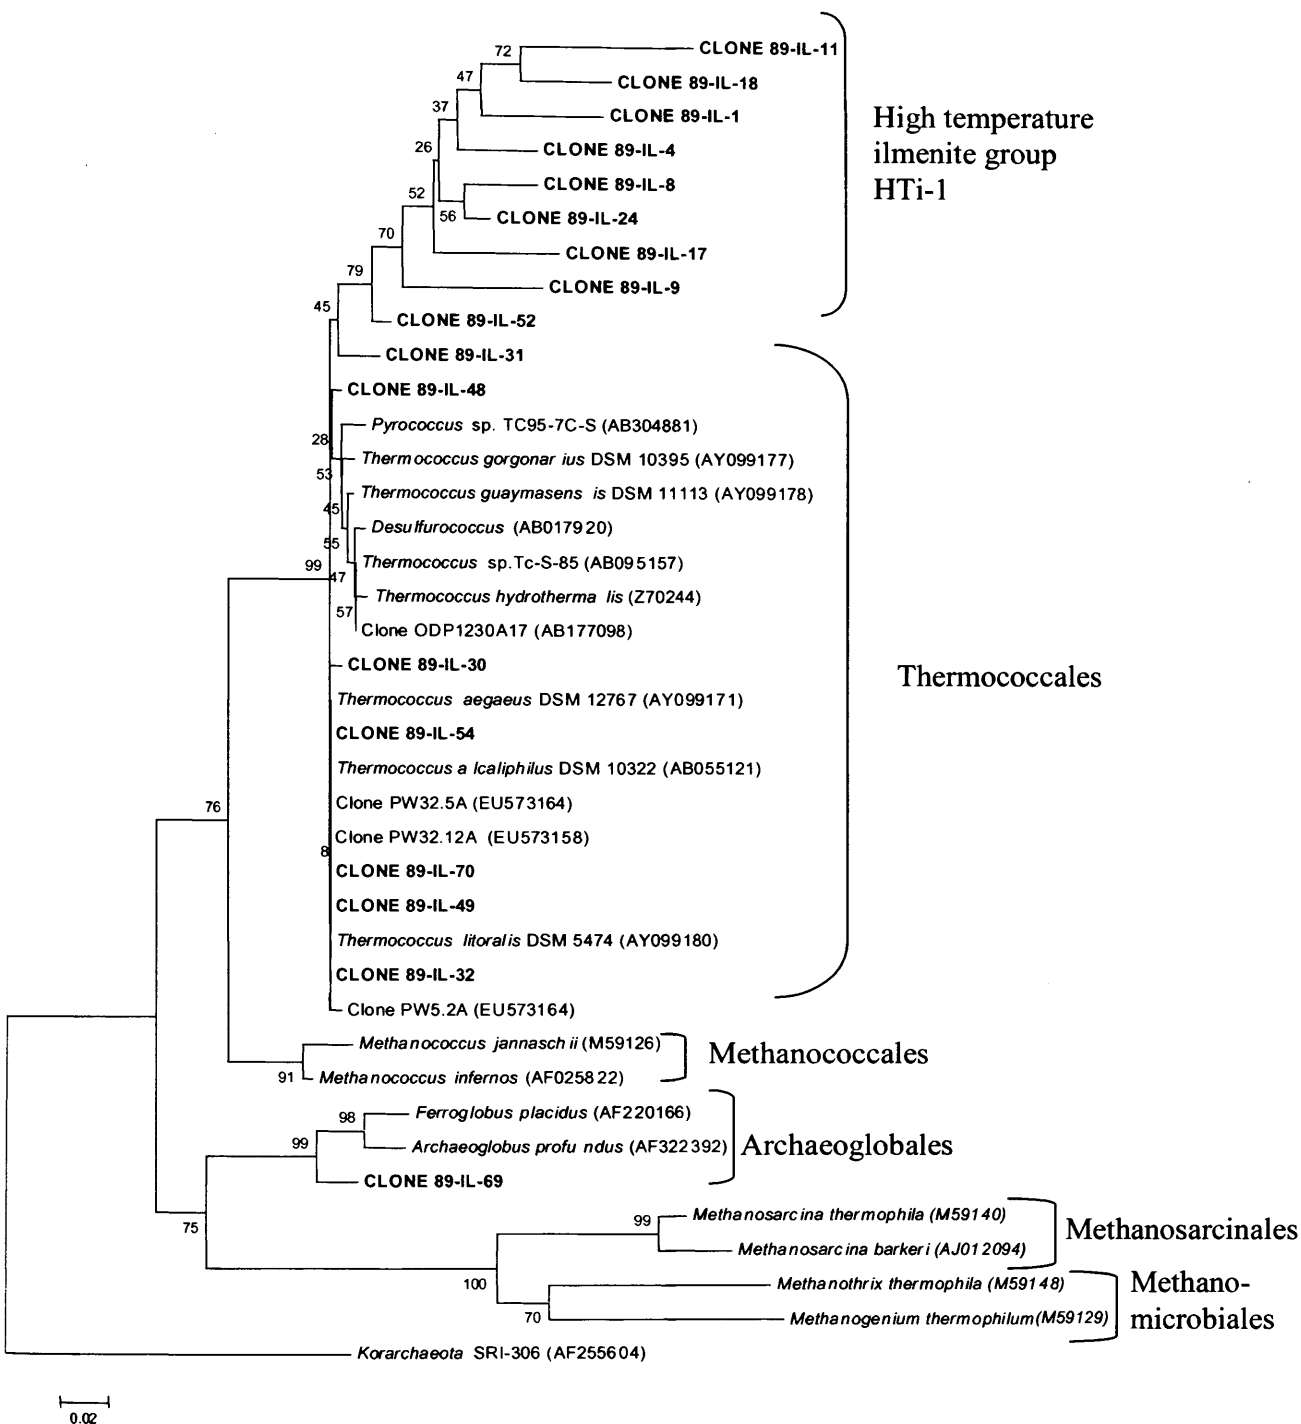 CLONE 89-IL-11
72
CLONE 89-IL-18
47
CLONE 89-IL-1
37
CLONE 89-IL-4
26
CLONE 89-IL-8
56
CLONE 89-IL-24
52
CLONE 89-IL-17
70
CLONE 89-IL-9
79
CLONE 89-IL-52
45
CLONE 89-IL-31
High temperature
ilmenite group
HTi-1
CLONE 89-IL-48
Pyrococcus sp. TC95-7C-S (AB304881)
28
Thermococcus gorgonar ius DSM 10395 (AY099177)
53
Thermococcus guaymasens is DSM 11113 (AY099178)
45
Desulfurococcus (AB017920)
55
Thermococcus sp.Tc-S-85 (AB095157)
99
47
Thermococcus hydrotherma lis (Z70244)
57
Clone ODP1230A17 (AB177098)
CLONE 89-IL-30
Thermococcales
Thermococcus aegaeus DSM 12767 (AY099171)
CLONE 89-IL-54
Thermococcus a lcaliphilus DSM 10322 (AB055121)
Clone PW32.5A (EU573164)
76
Clone PW32.12A (EU573158)
8
CLONE 89-IL-70
CLONE 89-IL-49
Thermococcus litoralis DSM 5474 (AY099180)
CLONE 89-IL-32
Clone PW5.2A (EU573164)
Methanococcus jannasch ii (M59126)
Methanococcales
91
Methanococcus infernos (AF025822)
Ferroglobus placidus (AF220166)
98
99
Archaeoglobus profu ndus (AF322392)
Archaeoglobales
CLONE 89-IL-69
75
Methanosarcina thermophila (M59140)
99
Methanosarcinales
Methanosarcina barkeri (AJ012094)
100
Methanothrix thermophila (M59148)
70
Methanogenium thermophilum(M59129)
Methano-
microbiales
Korarchaeota SRI-306 (AF255604)
0.02